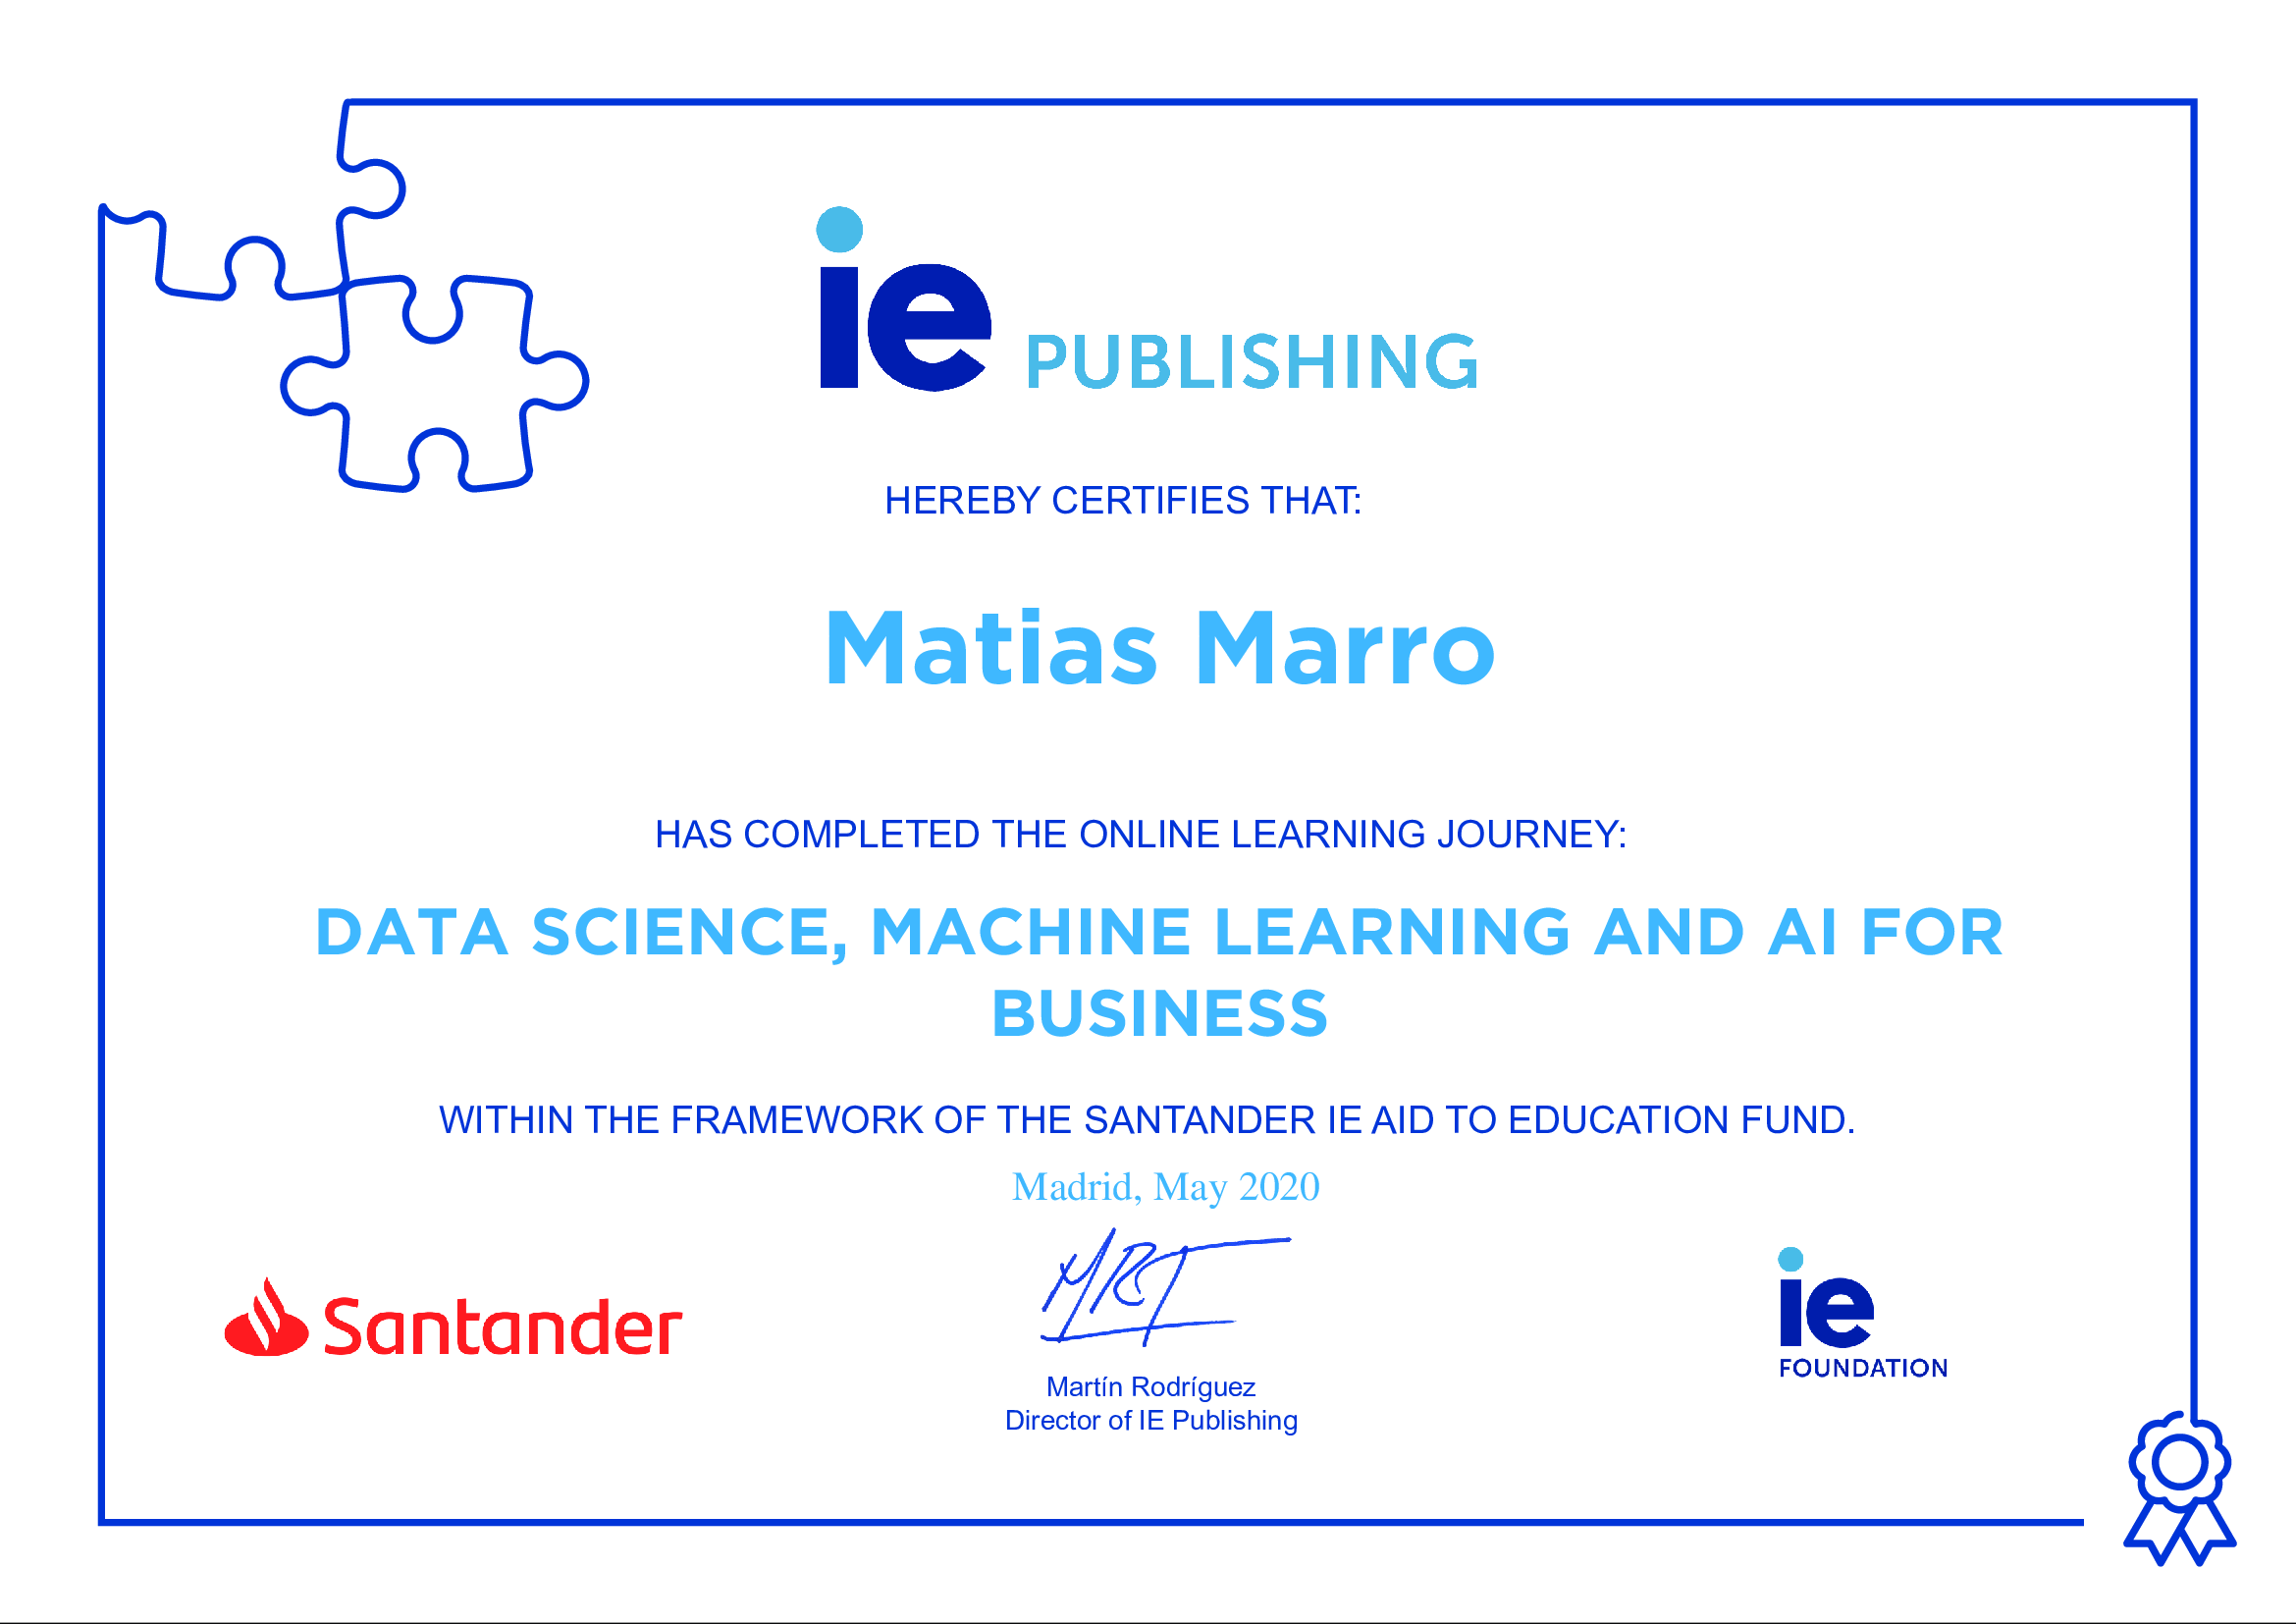 ie PUBLISHING
HEREBY CERTIFIES THAT:
Matias Marro
HAS COMPLETED THE ONLINE LEARNING JOURNEY:
DATA SCIENCE, MACHINE LEARNING AND AI FOR
BUSINESS
WITHIN THE FRAMEWORK OF THE SANTANDER IE AID TO EDUCATION FUND.
Madrid, May 2020
Santander
Martín Rodríguez
Director of IE Publishing
ie
FOUNDATION